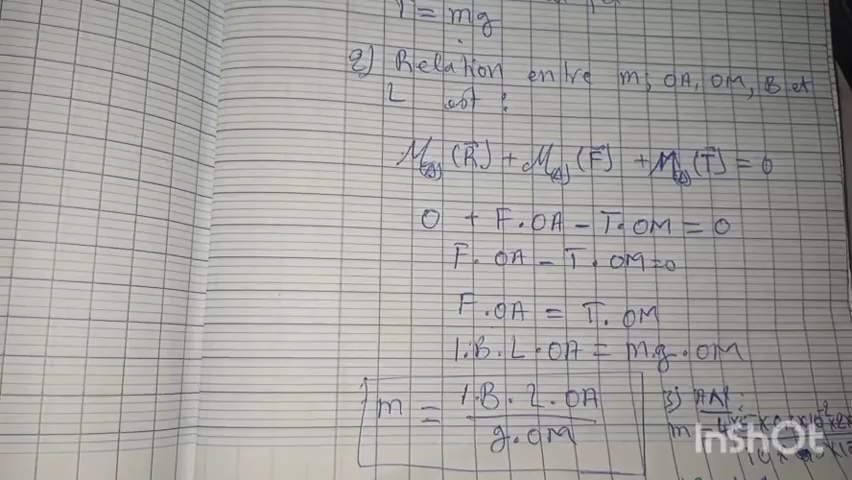 T = mg
2) Relation entre m, OA, OM, B et
L est :
M(Δ)(R⃗) + M(Δ)(F⃗) + M(Δ)(T⃗) = 0
0 + F.OA - T.OM = 0
F.OA - T.OM = 0
F.OA = T.OM
I.B.L.OA = m.g.OM
m = I.B.L.OA / g.OM
3) AN :
m
InShOt